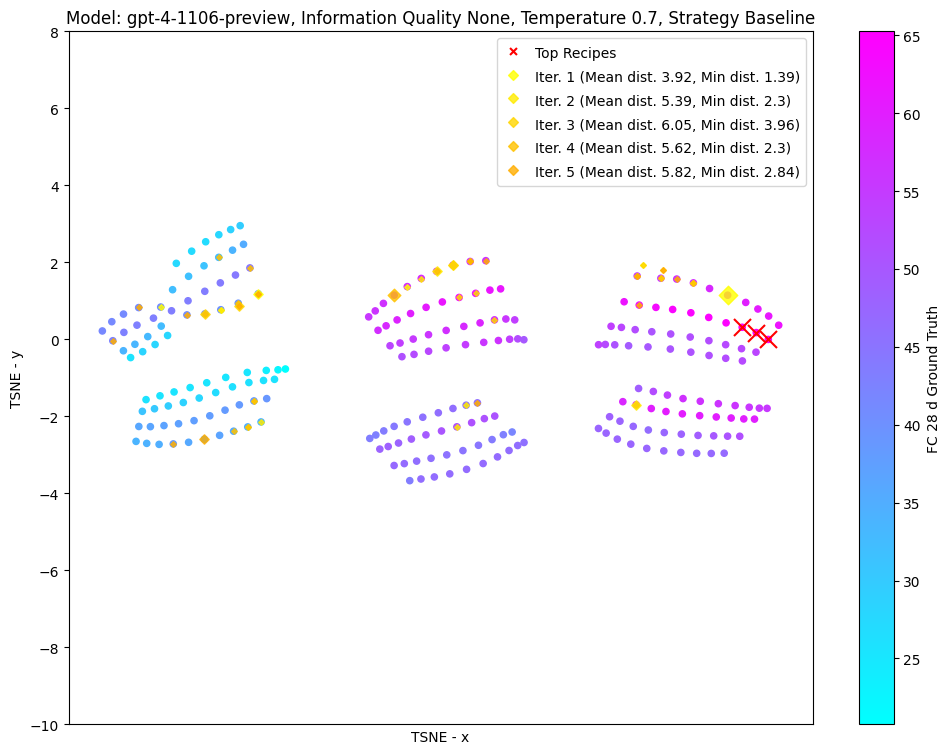 Model: gpt-4-1106-preview, Information Quality None, Temperature 0.7, Strategy Baseline
Top Recipes
Iter. 1 (Mean dist. 3.92, Min dist. 1.39)
Iter. 2 (Mean dist. 5.39, Min dist. 2.3)
Iter. 3 (Mean dist. 6.05, Min dist. 3.96)
Iter. 4 (Mean dist. 5.62, Min dist. 2.3)
Iter. 5 (Mean dist. 5.82, Min dist. 2.84)
8
6
4
2
0
−2
−4
−6
−8
−10
TSNE - y
TSNE - x
65
60
55
50
45
40
35
30
25
FC 28 d Ground Truth